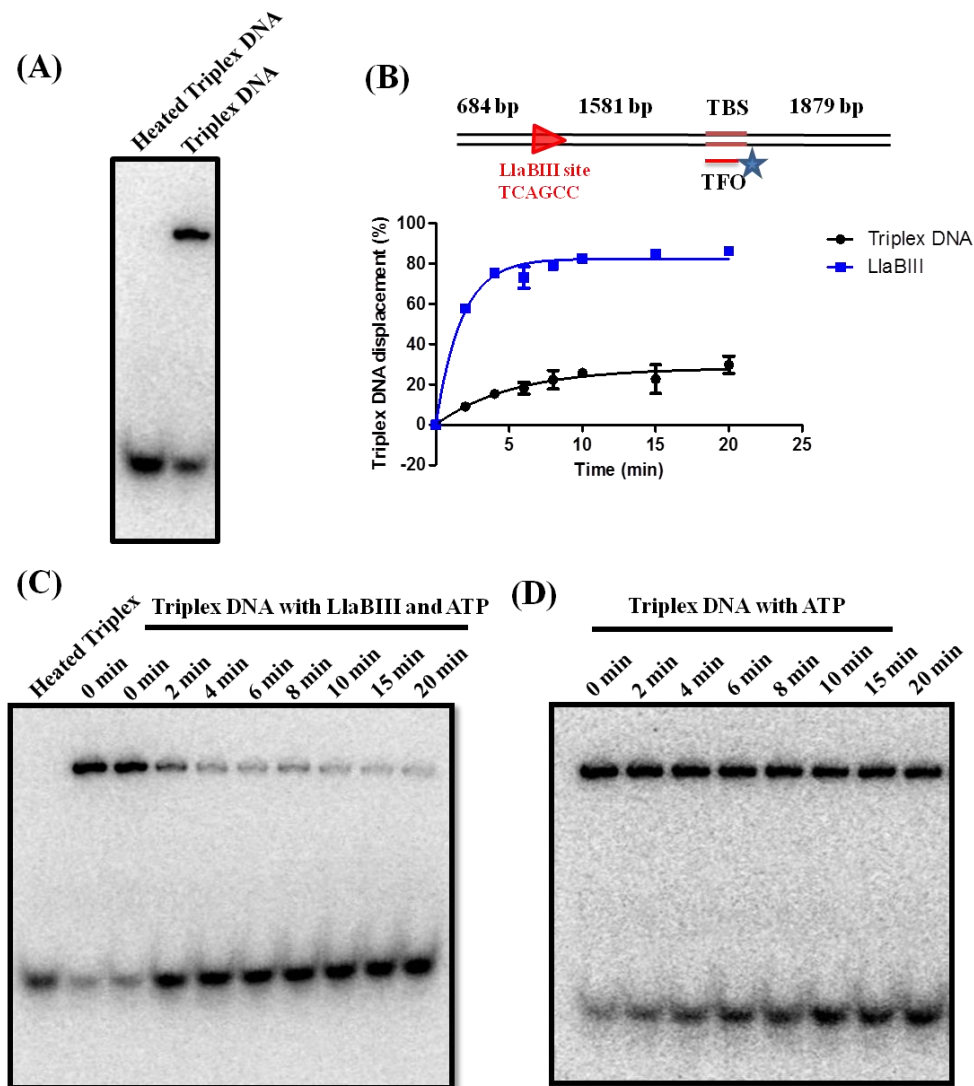 (A)
Heated Triplex DNA
Triplex DNA
(B)
684 bp 1581 bp TBS 1879 bp
LlaBIII site
TCAGCC
TFO
Triplex DNA displacement (%)
100
80
60
40
20
0
-20
5 10 15 20 25
Time (min)
Triplex DNA
LlaBIII
(C)
Triplex DNA with LlaBIII and ATP
Heated Triplex
0 min
0 min
2 min
4 min
6 min
8 min
10 min
15 min
20 min
(D)
Triplex DNA with ATP
0 min
2 min
4 min
6 min
8 min
10 min
15 min
20 min